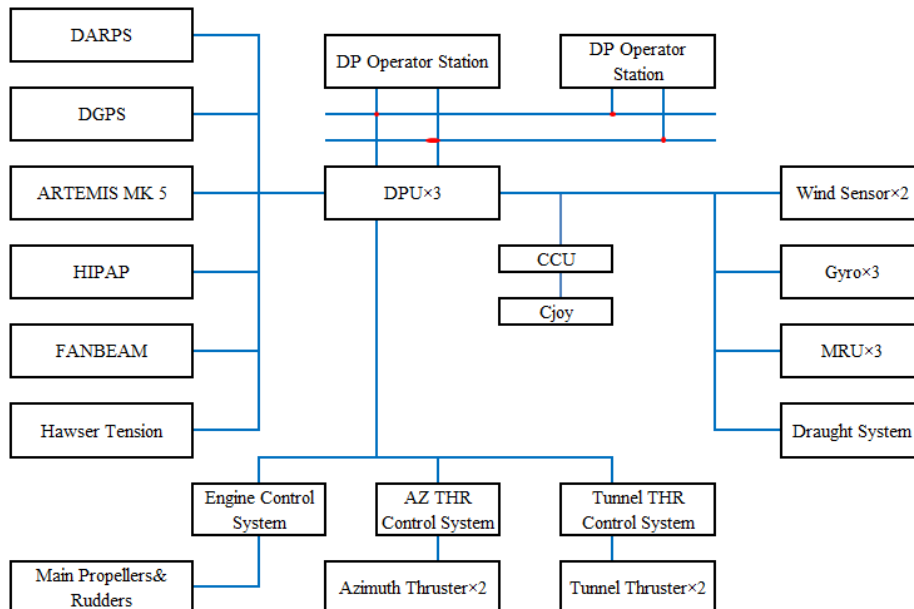 DARPS
DP Operator Station
DP Operator
Station
DGPS
ARTEMIS MK 5
DPU×3
Wind Sensor×2
CCU
HIPAP
Gyro×3
Cjoy
FANBEAM
MRU×3
Hawser Tension
Draught System
Engine Control
System
AZ THR
Control System
Tunnel THR
Control System
Main Propellers&
Rudders
Azimuth Thruster×2
Tunnel Thruster×2